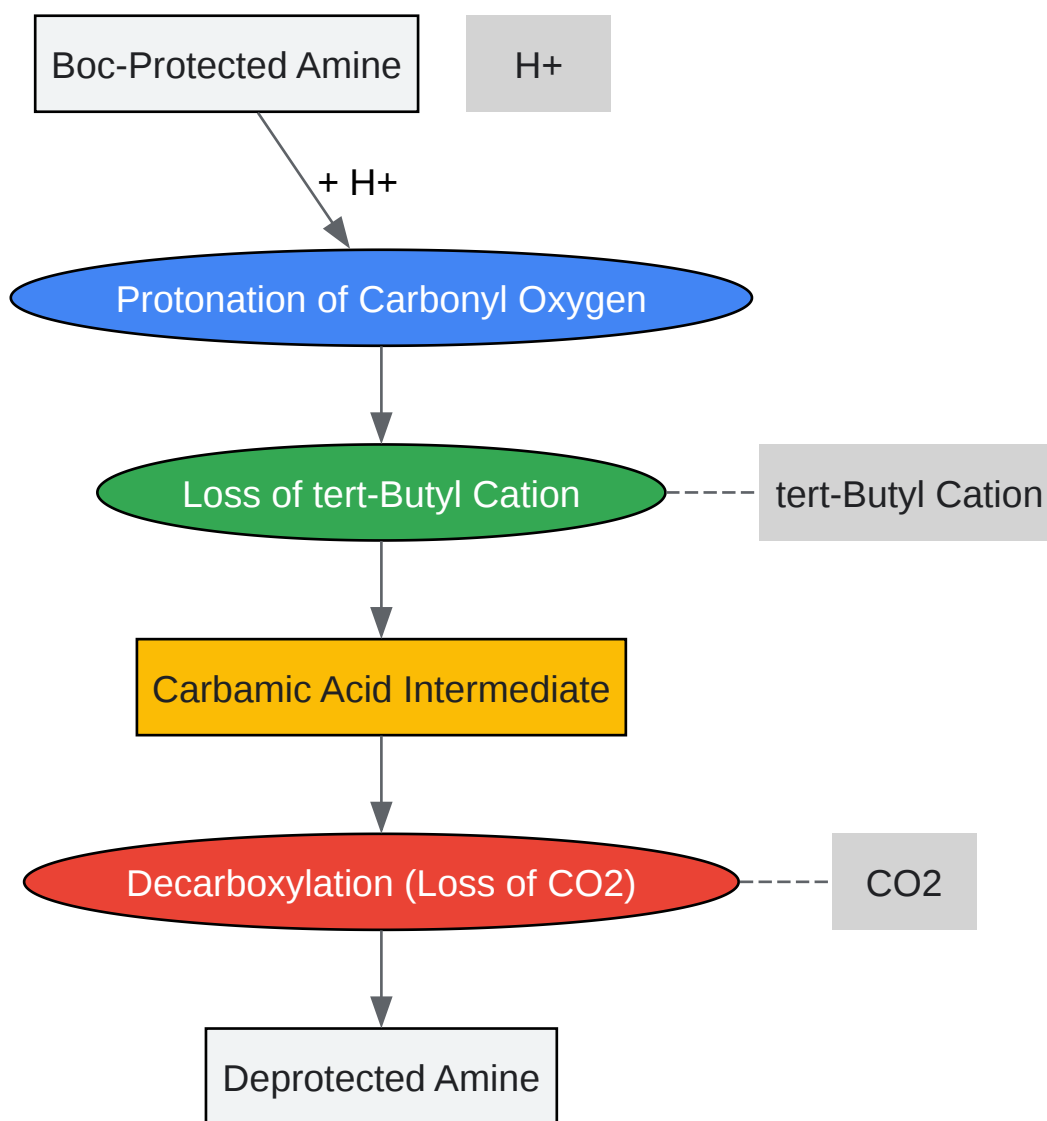 Boc-Protected Amine
H+
+ H+
Protonation of Carbonyl Oxygen
Loss of tert-Butyl Cation
tert-Butyl Cation
Carbamic Acid Intermediate
Decarboxylation (Loss of CO2)
CO2
Deprotected Amine